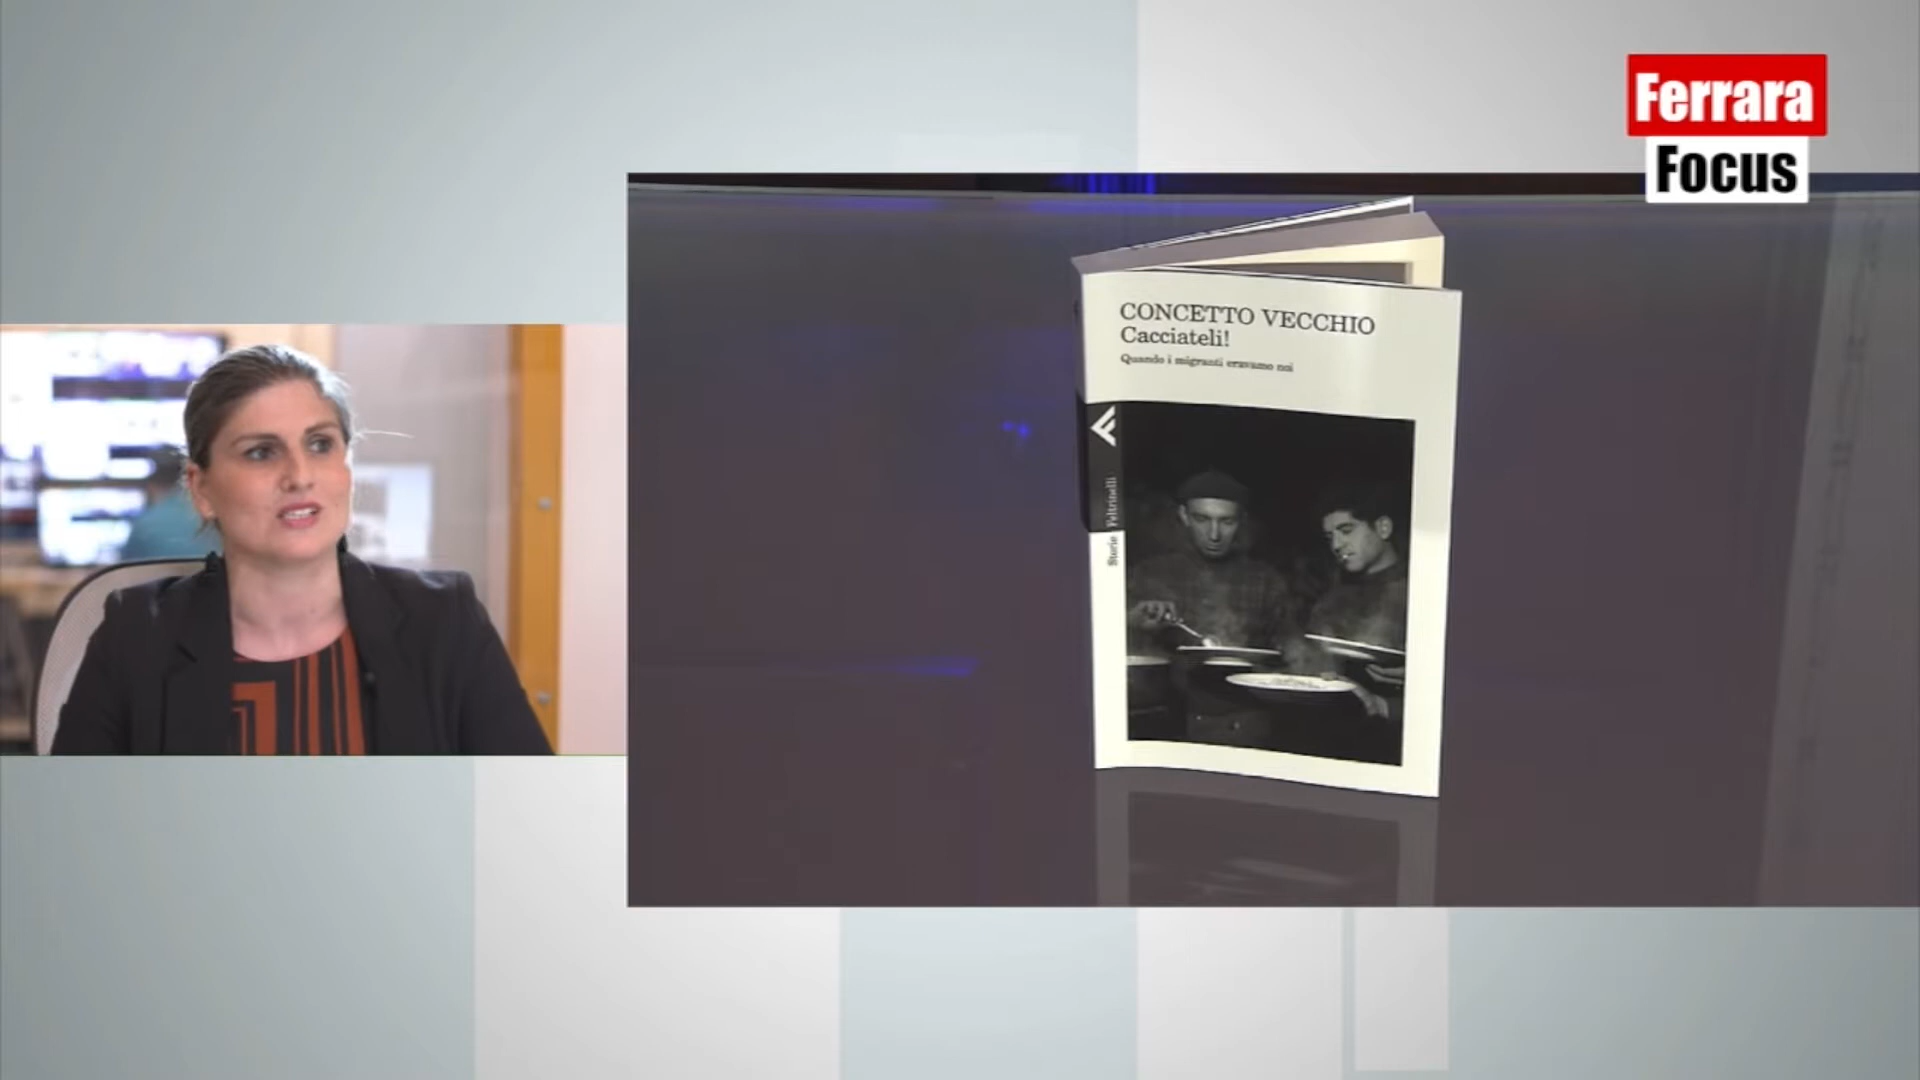 Ferrara
Focus
CONCETTO VECCHIO
Cacciateli!
Quando i migranti eravamo noi
Storie Feltrinelli